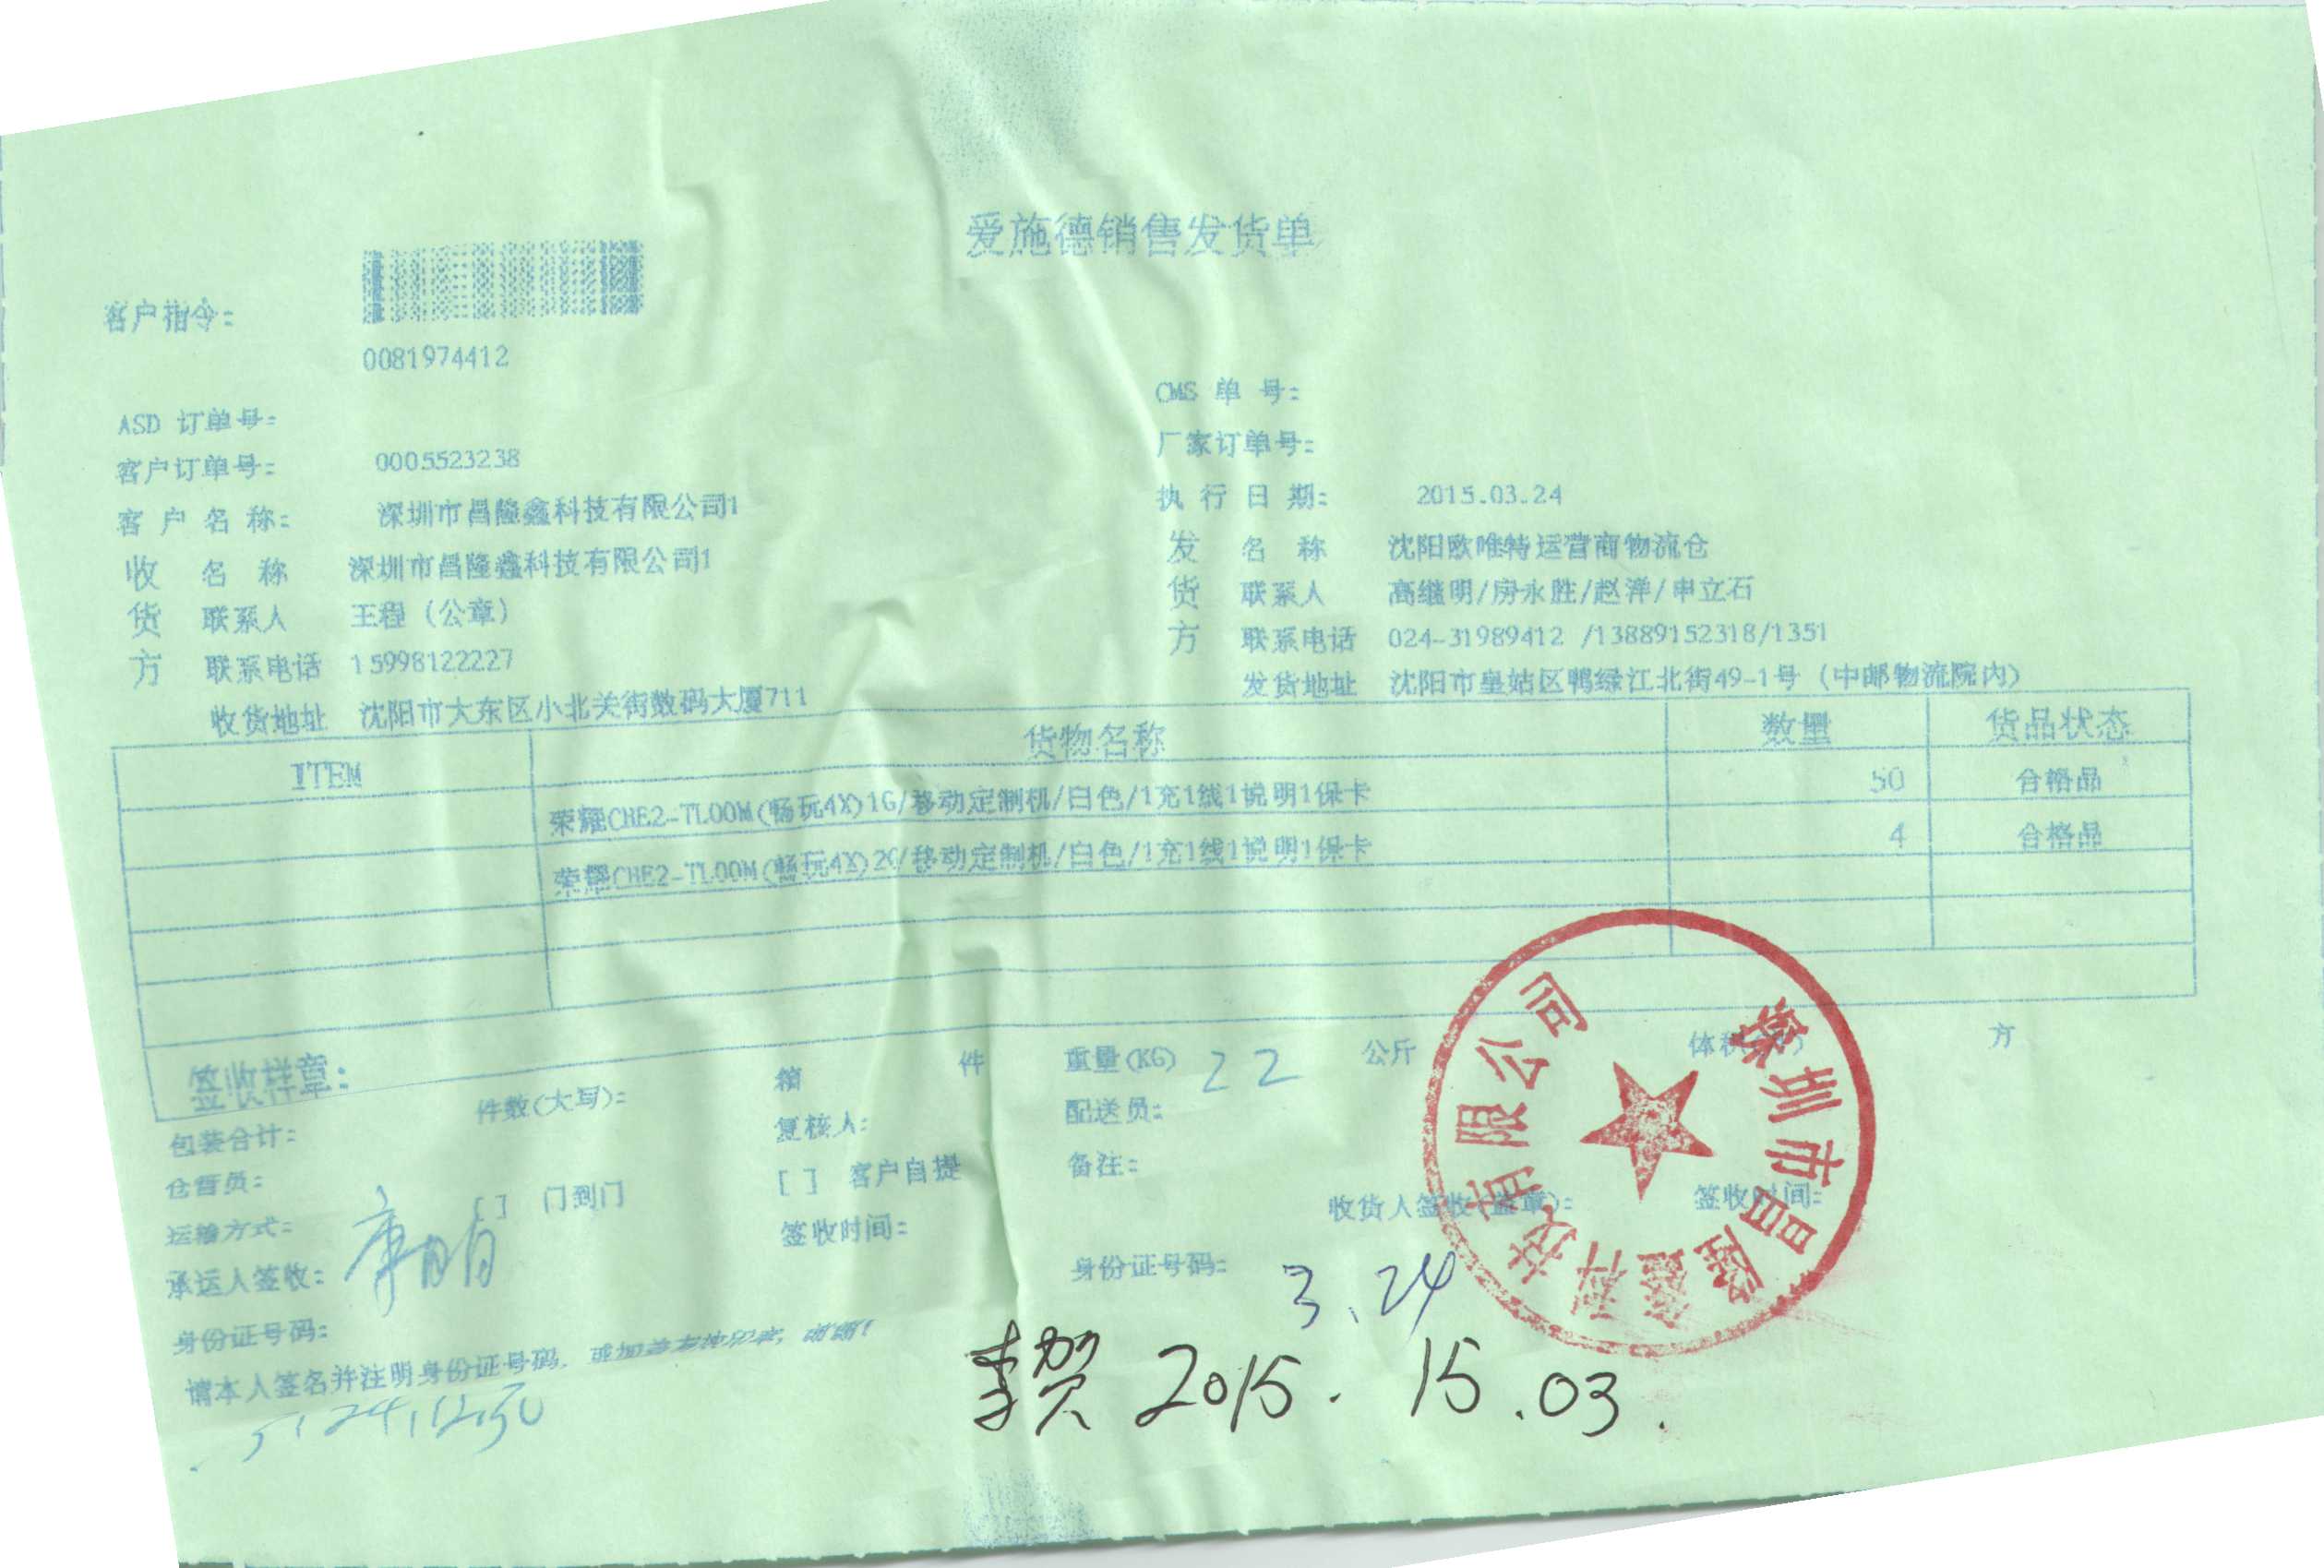 爱施德销售发货单
客户指令:
0081974412
ASD 订单号:
CMS 单 号:
客户订单号: 0005523238
厂家订单号:
客 户 名 称: 深圳市昌隆鑫科技有限公司1
执 行 日 期: 2015.03.24
收货方
名 称 深圳市昌隆鑫科技有限公司1
联系人 王程（公章）
联系电话 15998122227
收货地址 沈阳市大东区小北关街数码大厦711
发货方
名 称 沈阳欧唯特运营商物流仓
联系人 高继明/房永胜/赵洋/申立石
联系电话 024-31989412 /13889152318/1351
发货地址 沈阳市皇姑区鸭绿江北街49-1号（中邮物流院内）
ITEM 货物名称 数量 货品状态
荣耀CHE2-TL00M(畅玩4X)1G/移动定制机/白色/1充1线1说明1保卡 50 合格品
荣耀CHE2-TL00M(畅玩4X)2G/移动定制机/白色/1充1线1说明1保卡 4 合格品
签收样章:
包装合计: 件数(大写): 箱 件 重量(KG) 22 公斤 方
仓管员: 复核人: 配送员:
运输方式: [ ] 门到门 [ ] 客户自提 备注:
承运人签收: 签收时间: 收货人签收(盖章): 签收时间:
身份证号码: 身份证号码:
3.24
请本人签名并注明身份证号码，或加盖有效印章，谢谢!
李贺 2015. 15.03.
深圳市昌隆鑫科技有限公司